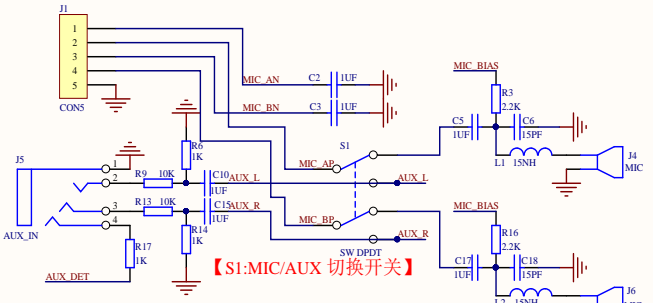 J1
1
2
3
4
5
CON5
MIC_AN
C2
1UF
MIC_BN
C3
1UF
MIC_BIAS
R3
2.2K
C5
1UF
C6
15PF
L1 15NH
J4
MIC
S1
MIC_AP
AUX_L
MIC_BP
AUX_R
SW DPDT
R6
1K
J5
1
2
3
4
AUX_IN
R9 10K
C10
1UF
AUX_L
R13 10K
C15
1UF
AUX_R
R14
1K
R17
1K
AUX_DET
【S1:MIC/AUX 切换开关】
MIC_BIAS
R16
2.2K
C17
1UF
C18
15PF
J6